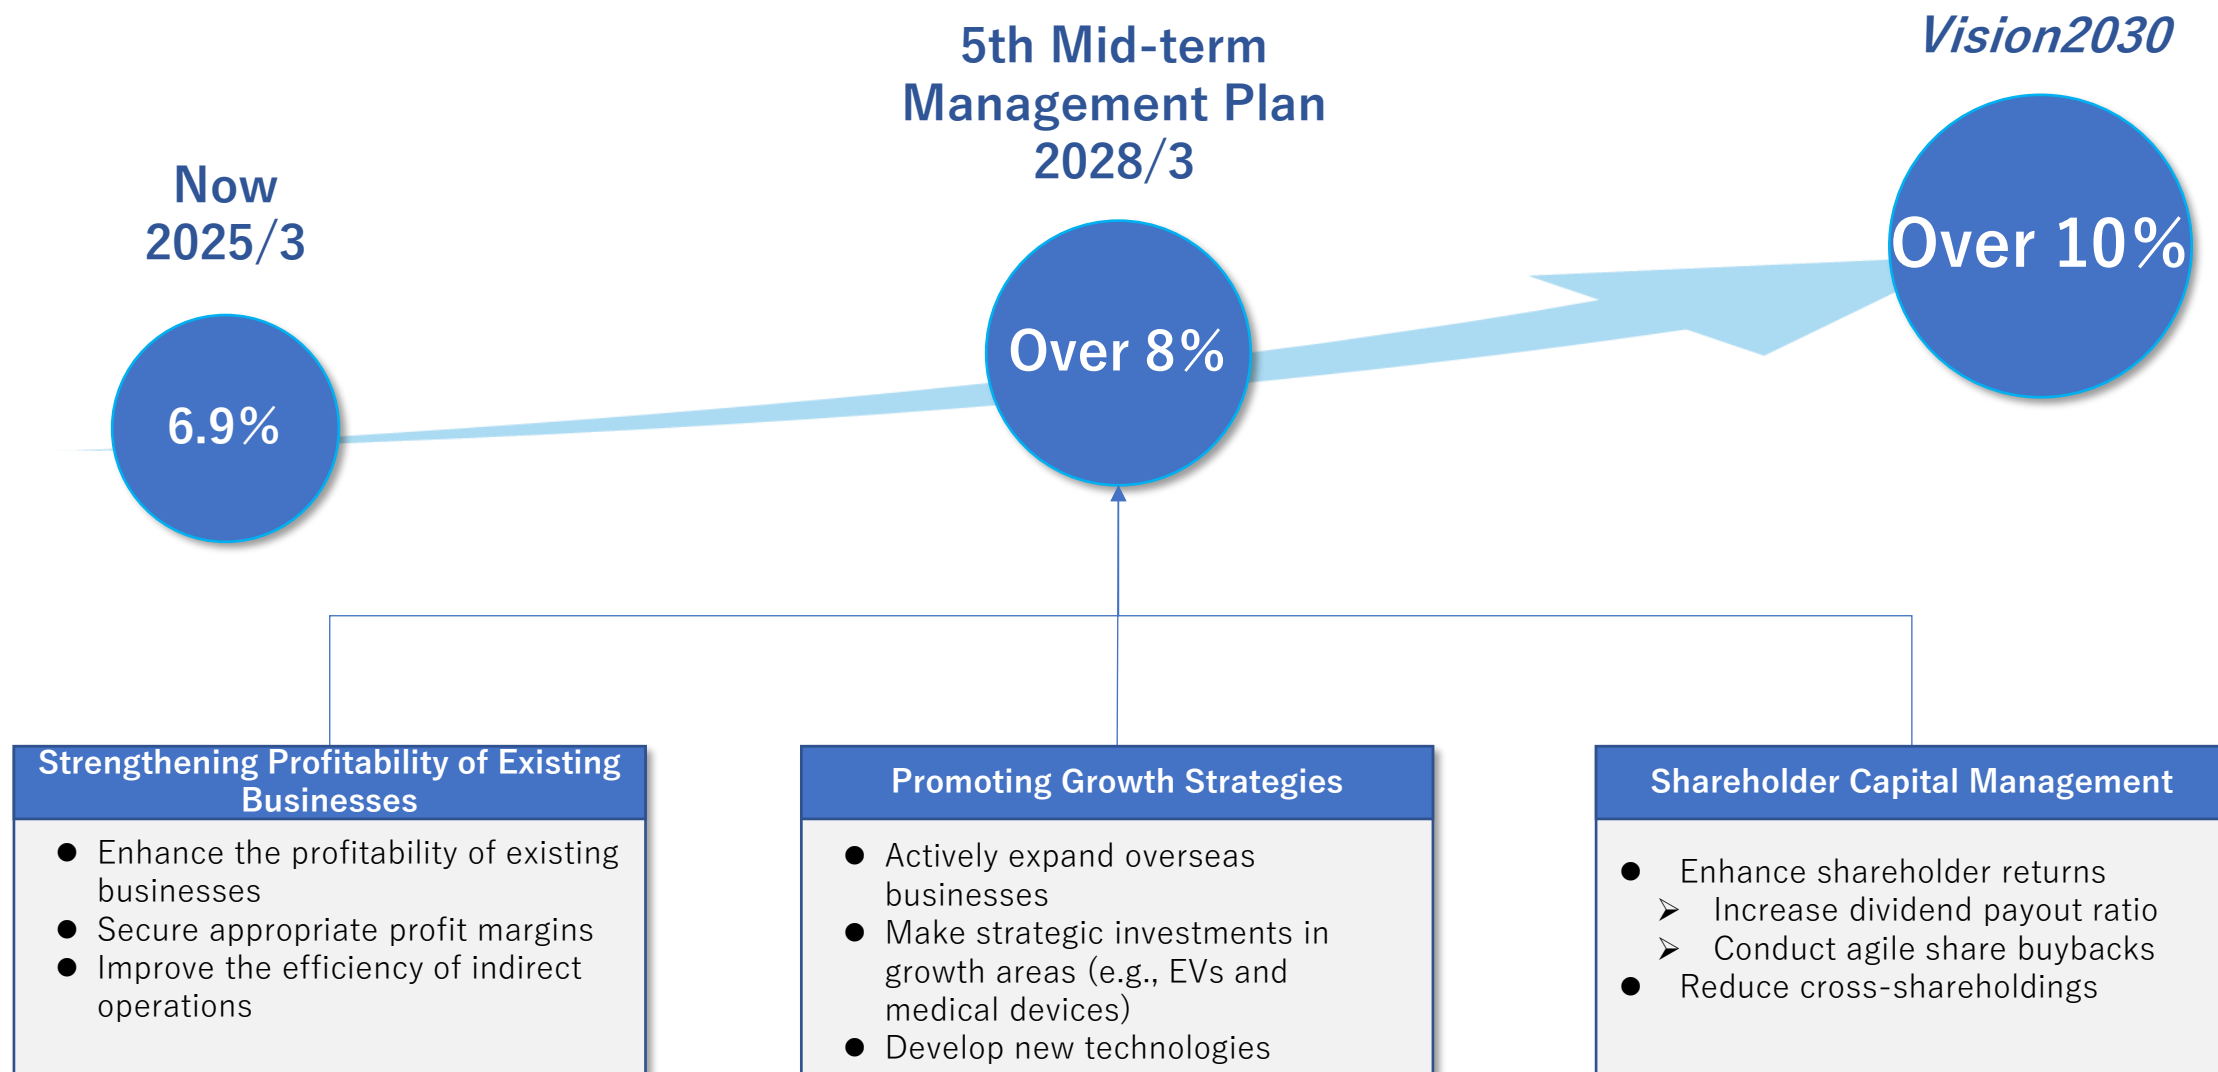 Vision2030
5th Mid-term
Management Plan
2028/3
Now
2025/3
Over 10%
Over 8%
6.9%
Strengthening Profitability of Existing
Businesses
● Enhance the profitability of existing
businesses
● Secure appropriate profit margins
● Improve the efficiency of indirect
operations
Promoting Growth Strategies
● Actively expand overseas
businesses
● Make strategic investments in
growth areas (e.g., EVs and
medical devices)
● Develop new technologies
Shareholder Capital Management
● Enhance shareholder returns
➢ Increase dividend payout ratio
➢ Conduct agile share buybacks
● Reduce cross-shareholdings